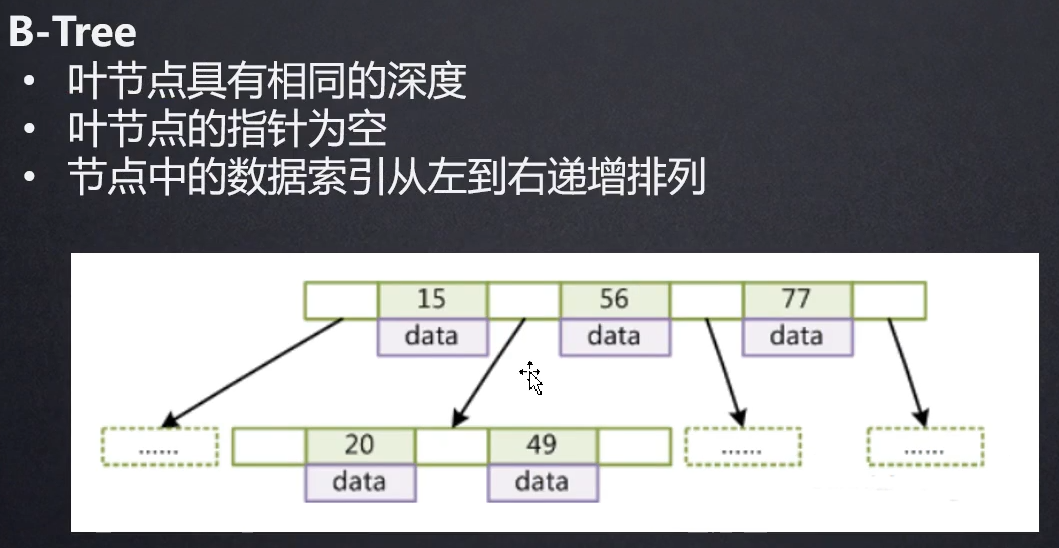 B-Tree
• 叶节点具有相同的深度
• 叶节点的指针为空
• 节点中的数据索引从左到右递增排列
15 56 77
data data data
...... 20 49 ...... ......
data data